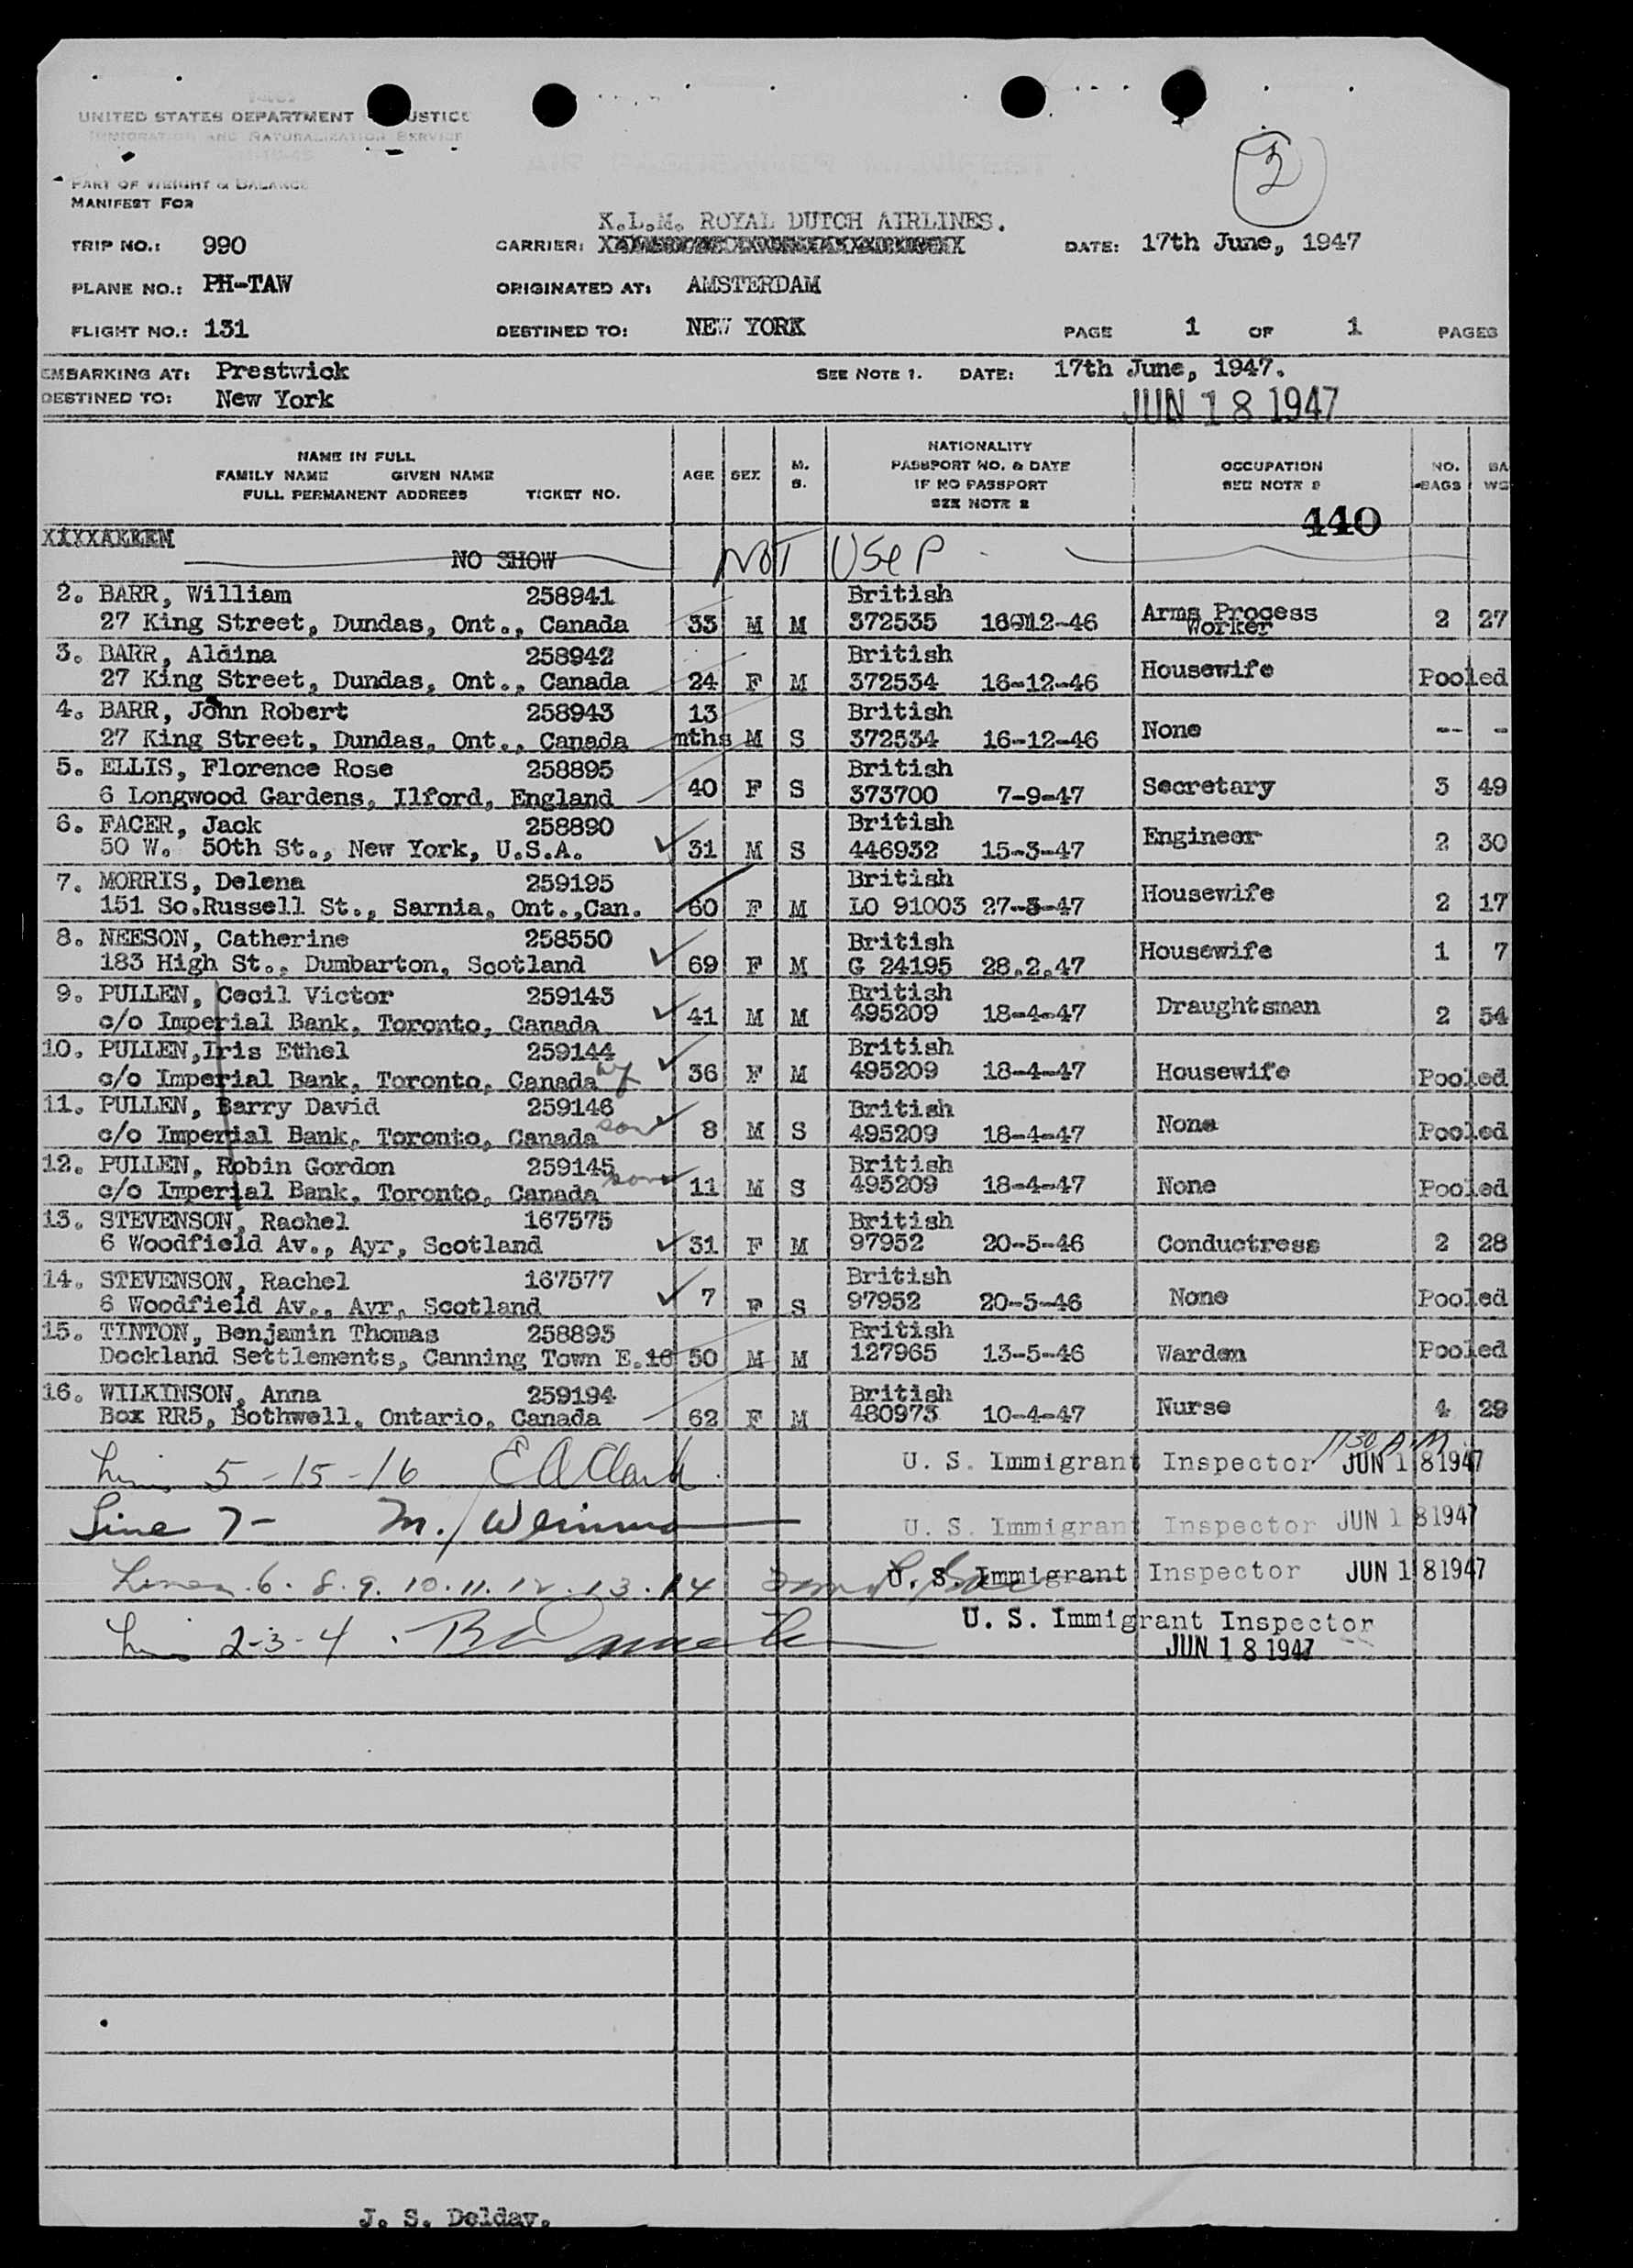 UNITED STATES DEPARTMENT USTICE
IMMIGRATION AND NATURALIZATION SERVICE
AIR PASSENGER MANIFEST
PART OF WEIGHT & BALANCE
MANIFEST FOR
K.L.M. ROYAL DUTCH AIRLINES.
TRIP NO.: 990 CARRIER: DATE: 17th June, 1947
PLANE NO.: PH-TAW ORIGINATED AT: AMSTERDAM
FLIGHT NO.: 131 DESTINED TO: NEW YORK PAGE 1 OF 1 PAGES
EMBARKING AT: Prestwick SEE NOTE 1. DATE: 17th June, 1947.
DESTINED TO: New York JUN 18 1947
NAME IN FULL
FAMILY NAME GIVEN NAME
FULL PERMANENT ADDRESS TICKET NO.
AGE SEX M. S.
NATIONALITY
PASSPORT NO. & DATE
IF NO PASSPORT
SEE NOTE 2
OCCUPATION
SEE NOTE 2
NO. BAGS
BA WG
440
NO SHOW NOT USED
2. BARR, William 258941 British
27 King Street, Dundas, Ont., Canada 33 M M 372535 16-12-46 Arms Process Worker 2 27
3. BARR, Aldina 258942 British
27 King Street, Dundas, Ont., Canada 24 F M 372534 16-12-46 Housewife Pooled
4. BARR, John Robert 258943 13 British
27 King Street, Dundas, Ont., Canada mths M S 372534 16-12-46 None -- -
5. ELLIS, Florence Rose 258895 British
6 Longwood Gardens, Ilford, England 40 F S 373700 7-9-47 Secretary 3 49
6. FACER, Jack 258890 British
50 W. 50th St., New York, U.S.A. 31 M S 446932 15-3-47 Engineer 2 30
7. MORRIS, Delena 259195 British
151 So.Russell St., Sarnia, Ont.,Can. 60 F M LO 91003 27-3-47 Housewife 2 17
8. NEESON, Catherine 258550 British
183 High St., Dumbarton, Scotland 69 F M G 24195 28.2.47 Housewife 1 7
9. PULLEN, Cecil Victor 259143 British
c/o Imperial Bank, Toronto, Canada 41 M M 495209 18-4-47 Draughtsman 2 54
10. PULLEN,Iris Ethel 259144 British
c/o Imperial Bank, Toronto, Canada wf 36 F M 495209 18-4-47 Housewife Pooled
11. PULLEN, Barry David 259146 British
c/o Imperial Bank, Toronto, Canada son 8 M S 495209 18-4-47 None Pooled
12. PULLEN, Robin Gordon 259145 British
c/o Imperial Bank, Toronto, Canada son 11 M S 495209 18-4-47 None Pooled
13. STEVENSON, Rachel 167575 British
6 Woodfield Av., Ayr, Scotland 31 F M 97952 20-5-46 Conductress 2 28
14. STEVENSON, Rachel 167577 British
6 Woodfield Av., Ayr, Scotland 7 F S 97952 20-5-46 None Pooled
15. TINTON, Benjamin Thomas 258893 British
Dockland Settlements, Canning Town E.16 50 M M 127965 13-5-46 Warden Pooled
16. WILKINSON, Anna 259194 British
Box RR5, Bothwell, Ontario, Canada 62 F M 480973 10-4-47 Nurse 4 29
5-15-16 E A Clark U. S. Immigrant Inspector 1130 A.M. JUN 18 1947
Line 7- M. U. S. Immigrant Inspector JUN 18 1947
Lines 6. 8. 9. 10. 11. 12. 13. 14 U. S. Immigrant Inspector JUN 18 1947
2-3-4 U. S. Immigrant Inspector
JUN 18 1947
J. S. Delday.